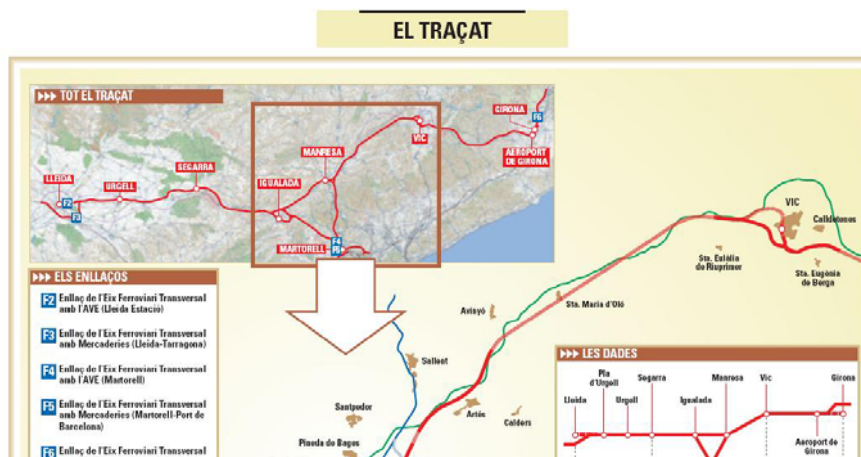 EL TRAÇAT
TOT EL TRAÇAT
GIRONA
F6
VIC
AEROPORT
DE GIRONA
MANRESA
SEGARRA
IGUALADA
LLEIDA
F2
URGELL
F3
F4
F5
MARTORELL
VIC
Calldetenes
Sta. Eulàlia
de Riuprimer
Sta. Eugènia
de Berga
ELS ENLLAÇOS
F2 Enllaç de l'Eix Ferroviari Transversal
amb l'AVE (Lleida Estació)
F3 Enllaç de l'Eix Ferroviari Transversal
amb Mercaderies (Lleida-Tarragona)
F4 Enllaç de l'Eix Ferroviari Transversal
amb l'AVE (Martorell)
F5 Enllaç de l'Eix Ferroviari Transversal
amb Mercaderies (Martorell-Port de
Barcelona)
F6 Enllaç de l'Eix Ferroviari Transversal
Avinyó
Sta. Maria d'Oló
Sallent
Santpedor
Artés
Calders
Pineda de Bages
LES DADES
Lleida
Pla
d'Urgell
Urgell
Segarra
Igualada
Manresa
Vic
Girona
Aeroport de
Girona